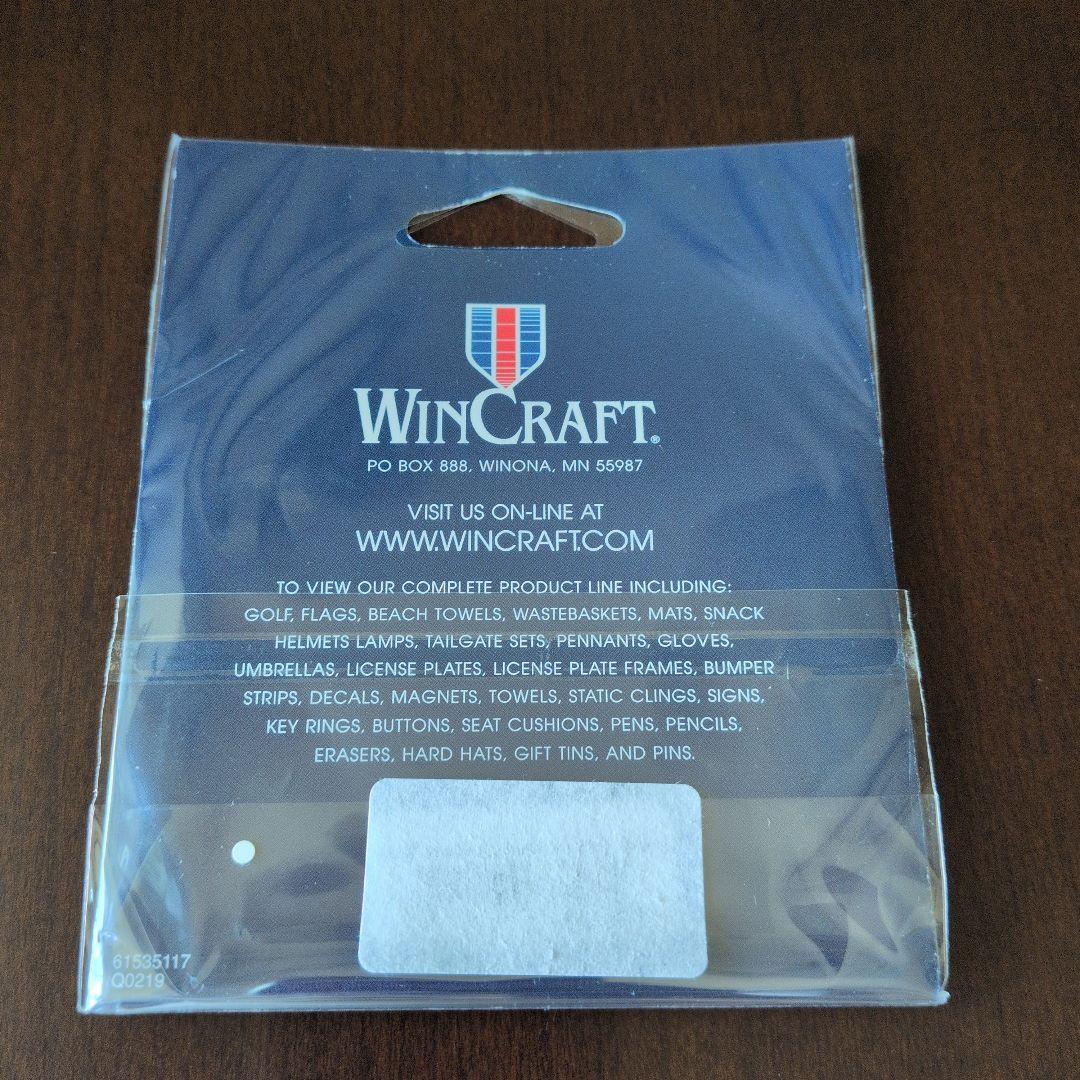 WINCRAFT®
PO BOX 888, WINONA, MN 55987
VISIT US ON-LINE AT
WWW.WINCRAFT.COM
TO VIEW OUR COMPLETE PRODUCT LINE INCLUDING:
GOLF, FLAGS, BEACH TOWELS, WASTEBASKETS, MATS, SNACK
HELMETS LAMPS, TAILGATE SETS, PENNANTS, GLOVES,
UMBRELLAS, LICENSE PLATES, LICENSE PLATE FRAMES, BUMPER
STRIPS, DECALS, MAGNETS, TOWELS, STATIC CLINGS, SIGNS,
KEY RINGS, BUTTONS, SEAT CUSHIONS, PENS, PENCILS,
ERASERS, HARD HATS, GIFT TINS, AND PINS.
61535117
Q0219